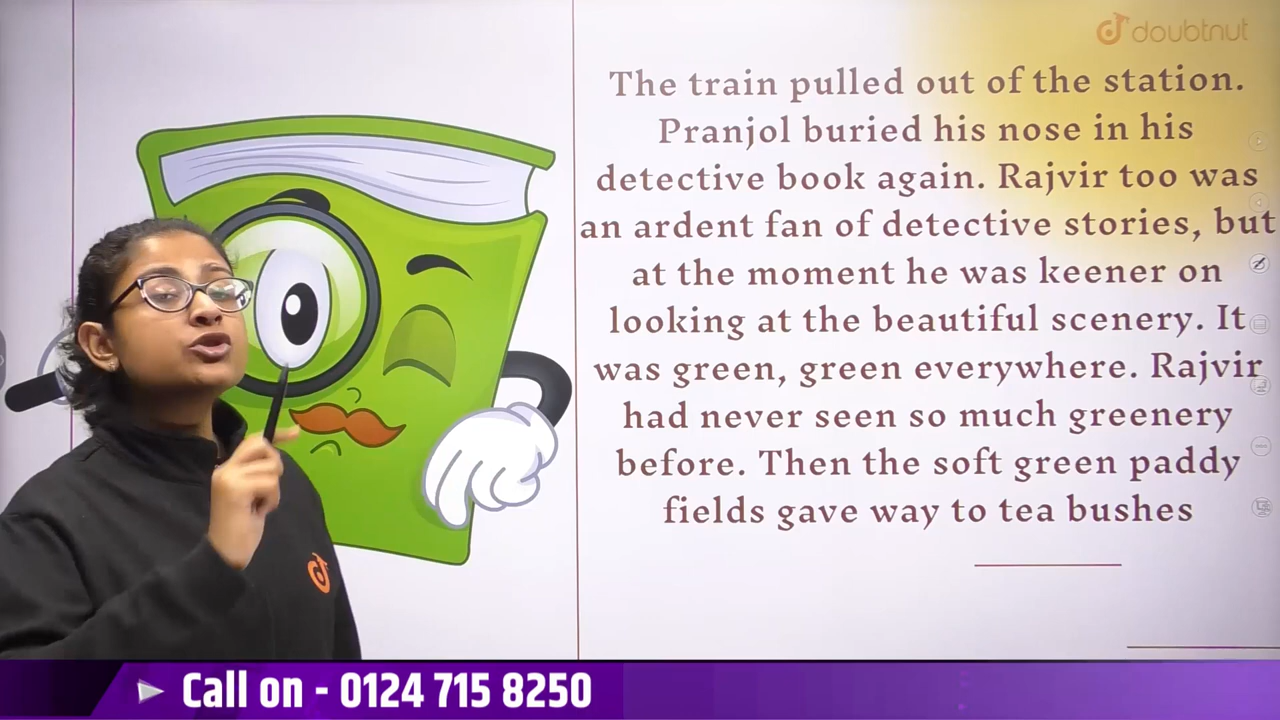 doubtnut
The train pulled out of the station.
Pranjol buried his nose in his
detective book again. Rajvir too was
an ardent fan of detective stories, but
at the moment he was keener on
looking at the beautiful scenery. It
was green, green everywhere. Rajvir
had never seen so much greenery
before. Then the soft green paddy
fields gave way to tea bushes
Call on - 0124 715 8250